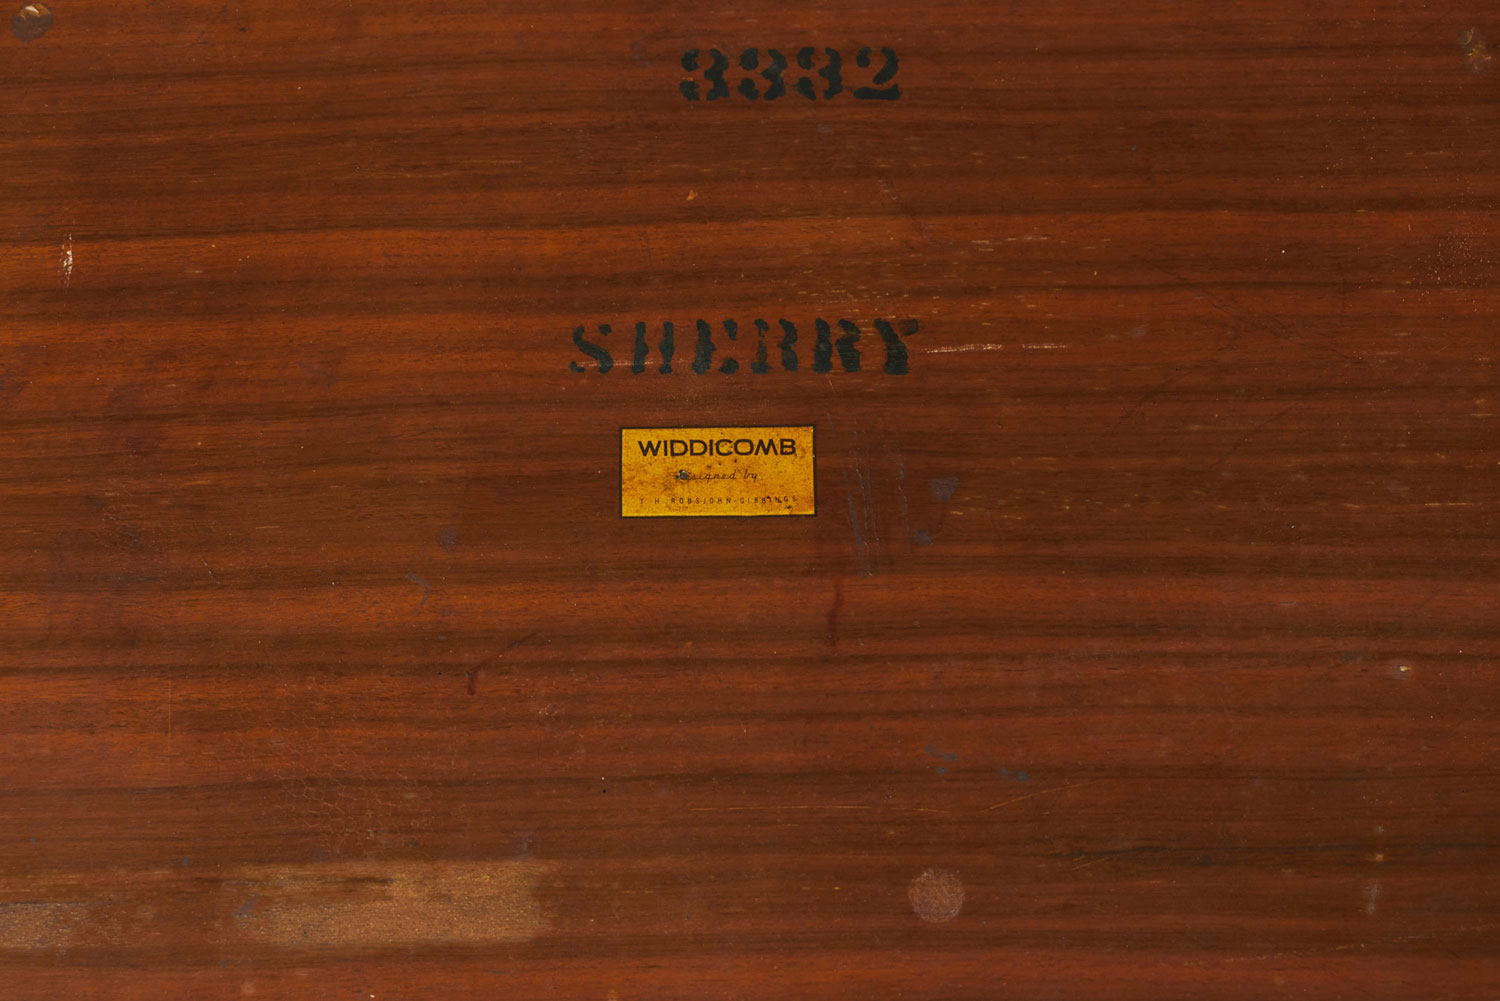 3332
SHERRY
WIDDICOMB
designed by
T. H. ROBSJOHN-GIBBINGS